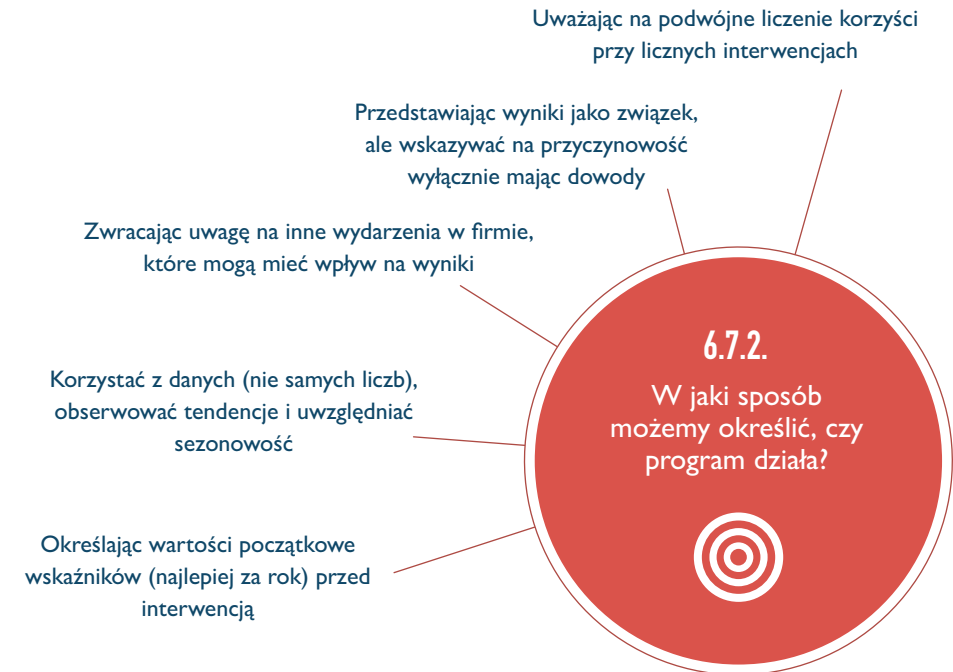 Uważając na podwójne liczenie korzyści
przy licznych interwencjach
Przedstawiając wyniki jako związek,
ale wskazywać na przyczynowość
wyłącznie mając dowody
Zwracając uwagę na inne wydarzenia w firmie,
które mogą mieć wpływ na wyniki
Korzystać z danych (nie samych liczb),
obserwować tendencje i uwzględniać
sezonowość
Określając wartości początkowe
wskaźników (najlepiej za rok) przed
interwencją
6.7.2.
W jaki sposób
możemy określić, czy
program działa?